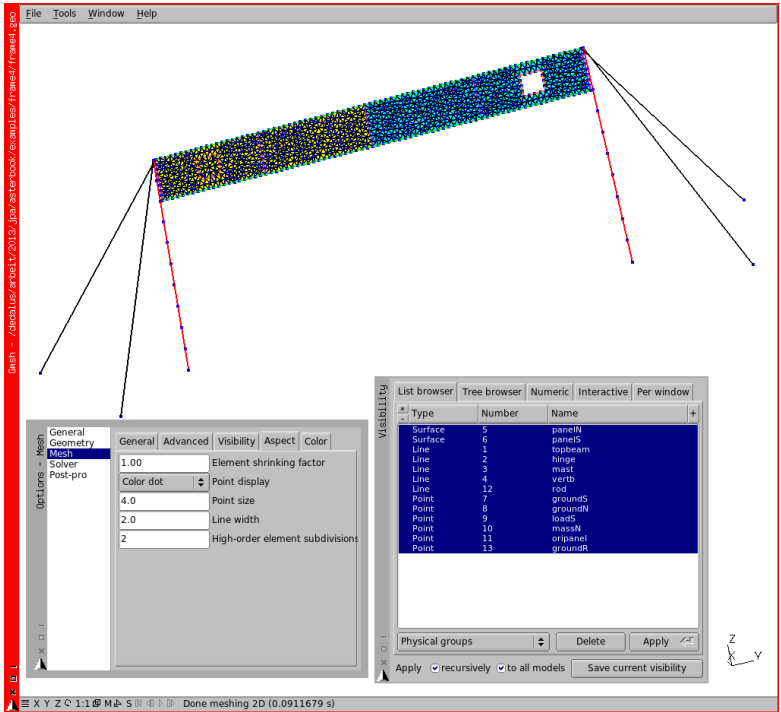 Gmsh - /dedalus/arbeit/2013/jpa/asterbook/examples/frame4/frame4.geo
File Tools Window Help
Options - Mesh
General
Geometry
Mesh
Solver
Post-pro
General Advanced Visibility Aspect Color
1.00 Element shrinking factor
Color dot Point display
4.0 Point size
2.0 Line width
2 High-order element subdivisions
Visibility
List browser Tree browser Numeric Interactive Per window
Type Number Name +
Surface 5 panelN
Surface 6 panelS
Line 1 topbeam
Line 2 hinge
Line 3 mast
Line 4 vertb
Line 12 rod
Point 7 groundS
Point 8 groundN
Point 9 loadS
Point 10 massN
Point 11 oripanel
Point 13 groundR
Physical groups Delete Apply
Apply recursively to all models Save current visibility
Z
X Y
X Y Z 1:1 M S Done meshing 2D (0.0911679 s)